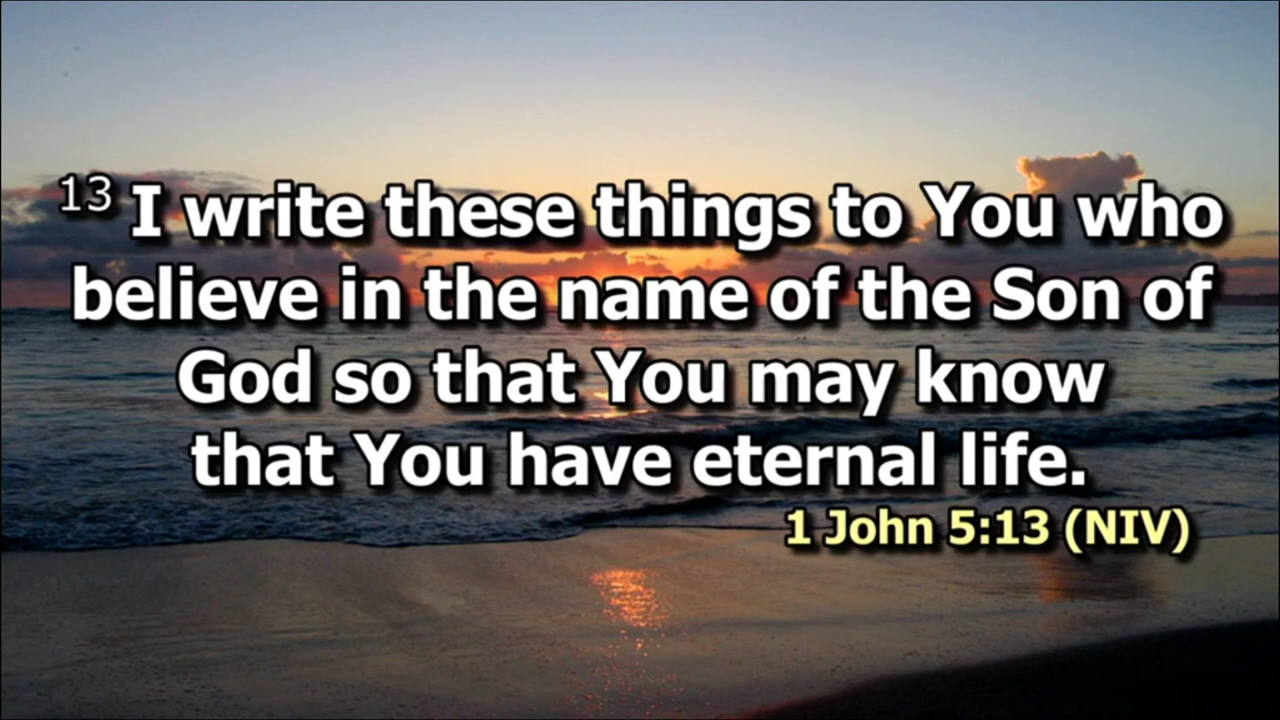 13 I write these things to You who
believe in the name of the Son of
God so that You may know
that You have eternal life.
1 John 5:13 (NIV)